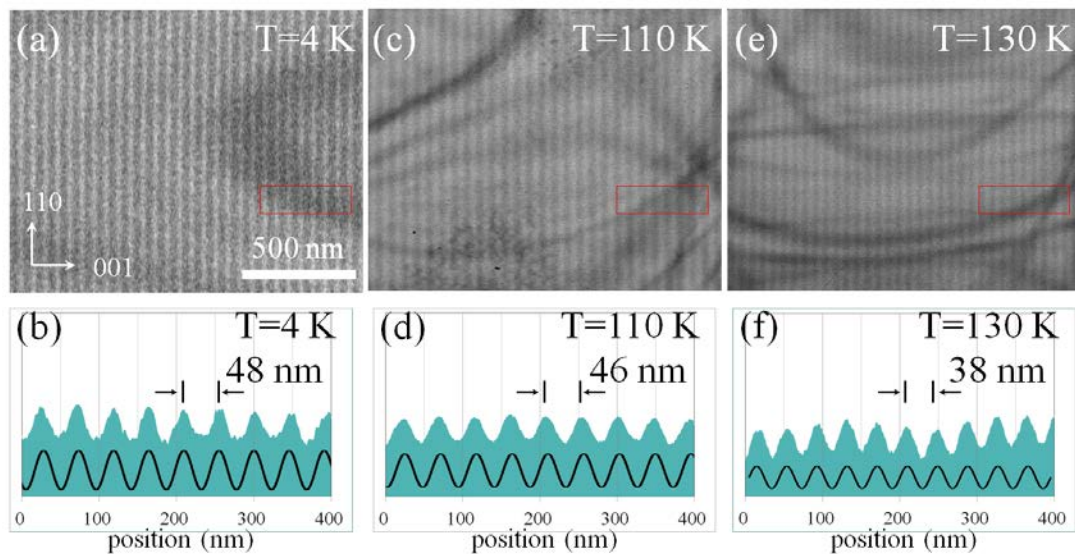 (a) T=4 K
110
001
500 nm
(c) T=110 K
(e) T=130 K
(b) T=4 K
48 nm
0 100 200 300 400
position (nm)
(d) T=110 K
46 nm
0 100 200 300 400
position (nm)
(f) T=130 K
38 nm
0 100 200 300 400
position (nm)